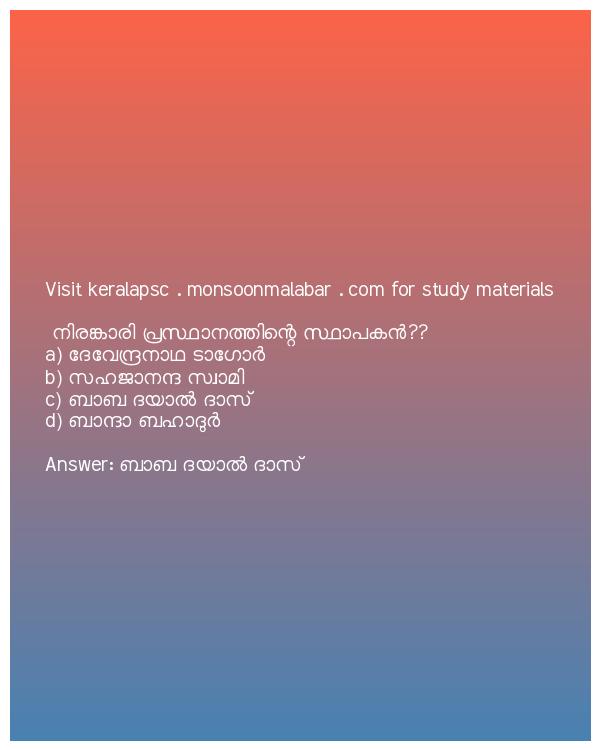 Visit keralapsc . monsoonmalabar . com for study materials
നിരങ്കാരി പ്രസ്ഥാനത്തിന്റെ സ്ഥാപകൻ??
a) ദേവേന്ദ്രനാഥ ടാഗോർ
b) സഹജാനന്ദ സ്വാമി
c) ബാബ ദയാൽ ദാസ്
d) ബാന്ദാ ബഹാദുർ
Answer: ബാബ ദയാൽ ദാസ്